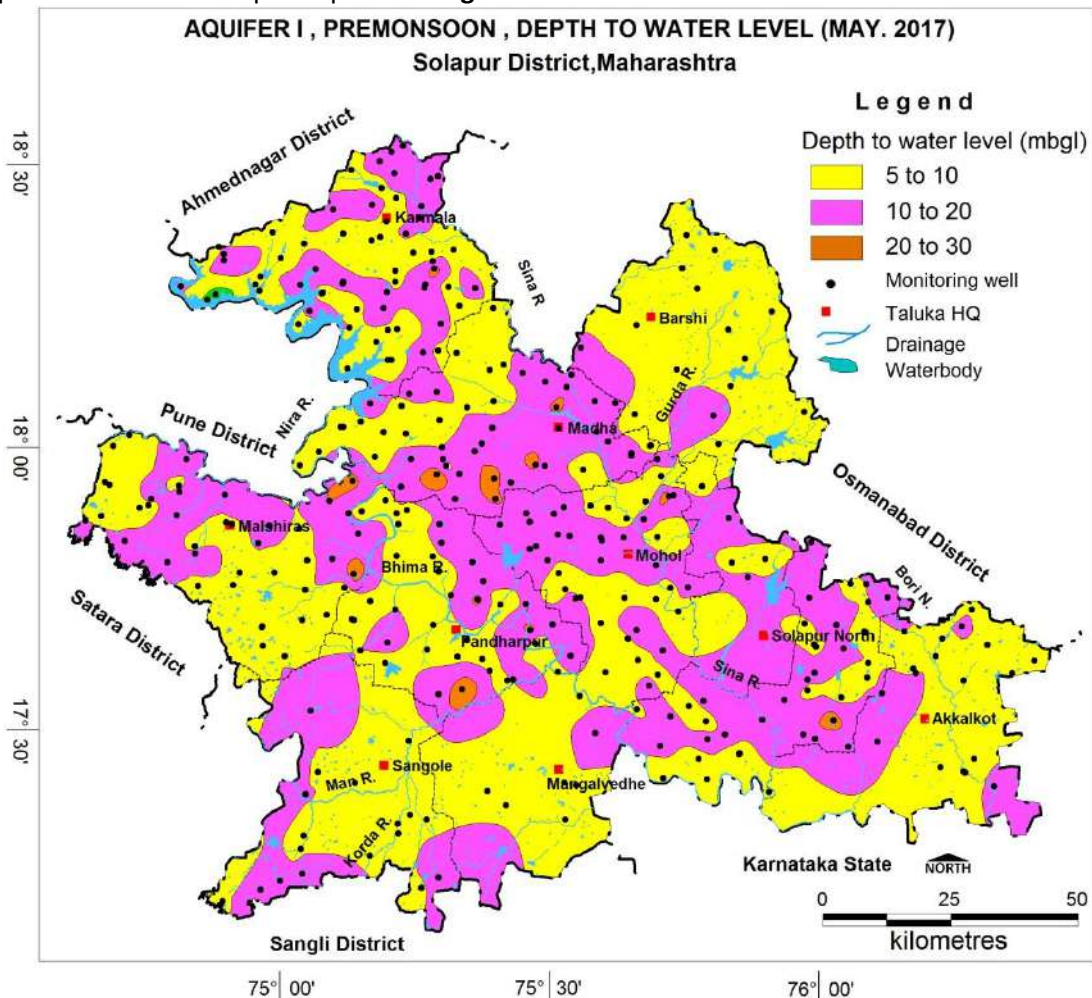 AQUIFER I , PREMONSOON , DEPTH TO WATER LEVEL (MAY. 2017)
Solapur District,Maharashtra
Legend
Depth to water level (mbgl)
5 to 10
10 to 20
20 to 30
Monitoring well
Taluka HQ
Drainage
Waterbody
18° 30'
18° 00'
17° 30'
Ahmednagar District
Karmala
Sina R
Barshi
Gurda R.
Nira R.
Pune District
Madha
Osmanabad District
Malshiras
Mohol
Bhima R.
Bori N.
Satara District
Pandharpur
Solapur North
Sina R.
Akkalkot
Sangole
Man R.
Mangalvedhe
Korda R.
Karnataka State
NORTH
Sangli District
0 25 50
kilometres
75° 00' 75° 30' 76° 00'